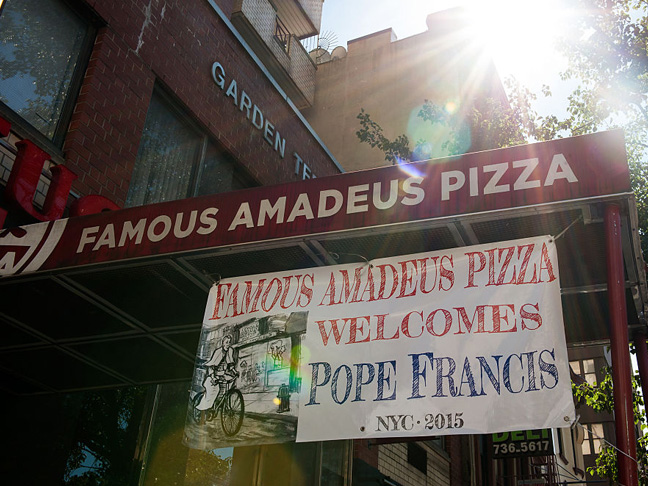 GARDEN TE
FAMOUS AMADEUS PIZZA
FAMOUS AMADEUS PIZZA
WELCOMES
POPE FRANCIS
NYC · 2015
DELI
736.5617